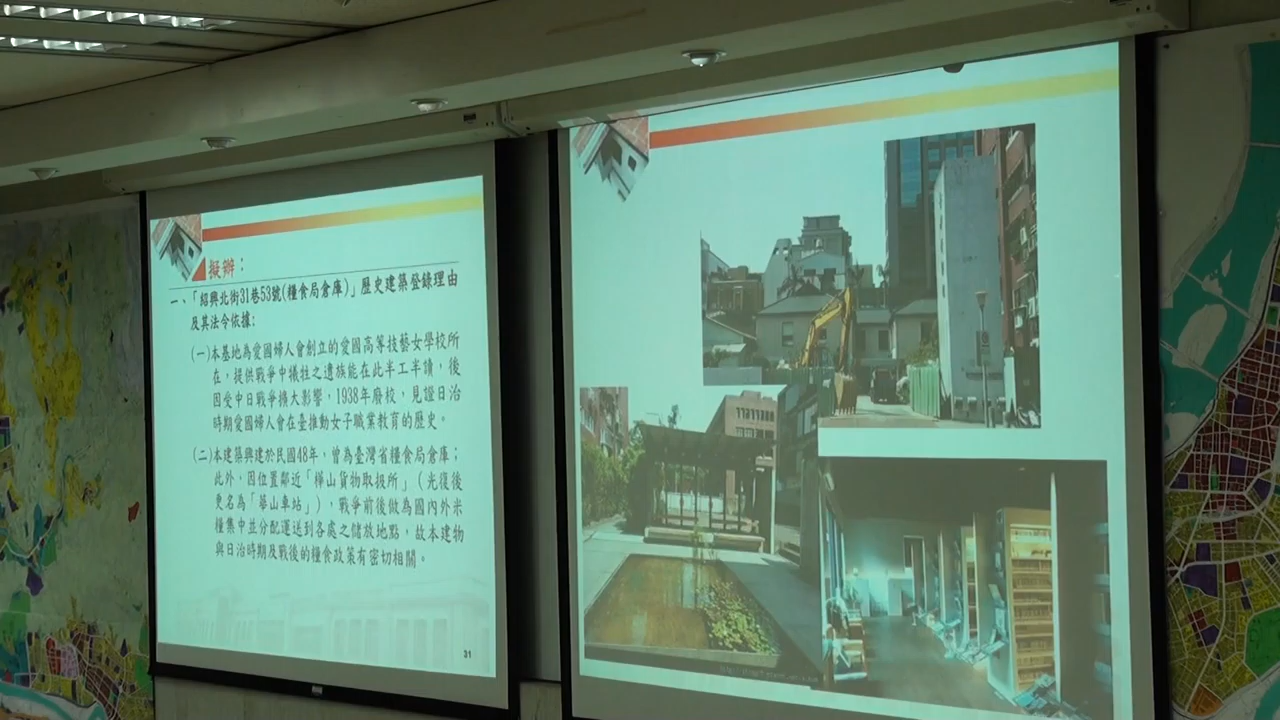 擬辦：
一、「紹興北街31巷53號(糧食局倉庫)」歷史建築登錄理由
及其法令依據：
(一)本基地為愛國婦人會創立的愛國高等技藝女學校所
在，提供戰爭中犧牲之遺族能在此半工半讀，後
因受中日戰爭擴大影響，1938年廢校，見證日治
時期愛國婦人會在臺推動女子職業教育的歷史。
(二)本建築興建於民國48年，曾為臺灣省糧食局倉庫；
此外，因位置鄰近「樺山貨物取扱所」（光復後
更名為「華山車站」），戰爭前後做為國內外米
糧集中並分配運送到各處之儲放地點，故本建物
與日治時期及戰後的糧食政策有密切相關。
31